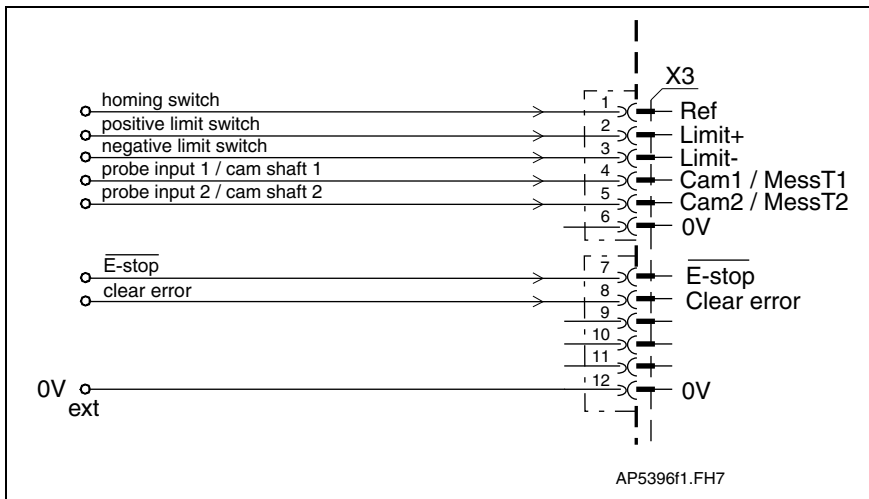 X3
homing switch 1 Ref
positive limit switch 2 Limit+
negative limit switch 3 Limit-
probe input 1 / cam shaft 1 4 Cam1 / MessT1
probe input 2 / cam shaft 2 5 Cam2 / MessT2
6 0V
E-stop 7 E-stop
clear error 8 Clear error
9
10
11
0V 12 0V
ext
AP5396f1.FH7